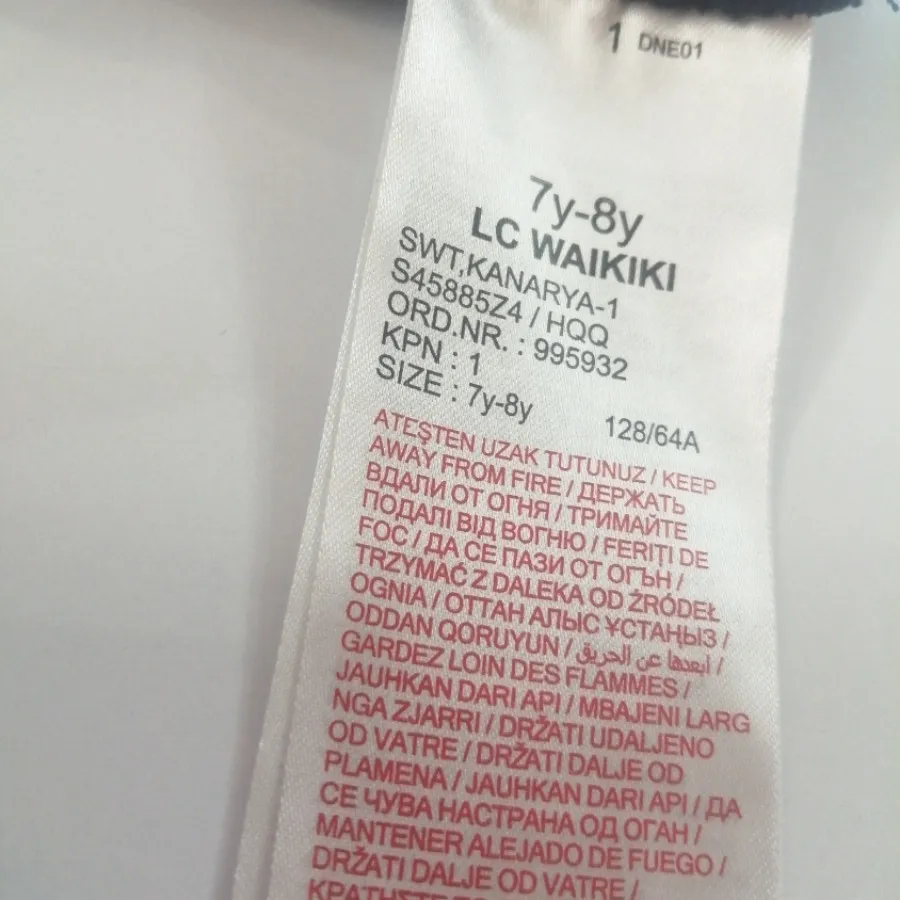 1 DNE01
7y-8y
LC WAIKIKI
SWT,KANARYA-1
S45885Z4 / HQQ
ORD.NR. : 995932
KPN : 1
SIZE : 7y-8y 128/64A
ATEŞTEN UZAK TUTUNUZ / KEEP
AWAY FROM FIRE / ДЕРЖАТЬ
ВДАЛИ ОТ ОГНЯ / ТРИМАЙТЕ
ПОДАЛІ ВІД ВОГНЮ / FERIŢI DE
FOC / ДА СЕ ПАЗИ ОТ ОГЪН /
TRZYMAĆ Z DALEKA OD ŹRÓDEŁ
OGNIA / ОТТАН АЛЫС ҰСТАҢЫЗ /
ODDAN QORUYUN / ابعدها عن الحريق /
GARDEZ LOIN DES FLAMMES /
JAUHKAN DARI API / MBAJENI LARG
NGA ZJARRI / DRŽATI UDALJENO
OD VATRE / DRŽATI DALJE OD
PLAMENA / JAUHKAN DARI API / ДА
СЕ ЧУВА НАСТРАНА ОД ОГАН /
MANTENER ALEJADO DE FUEGO /
DRŽATI DALJE OD VATRE /